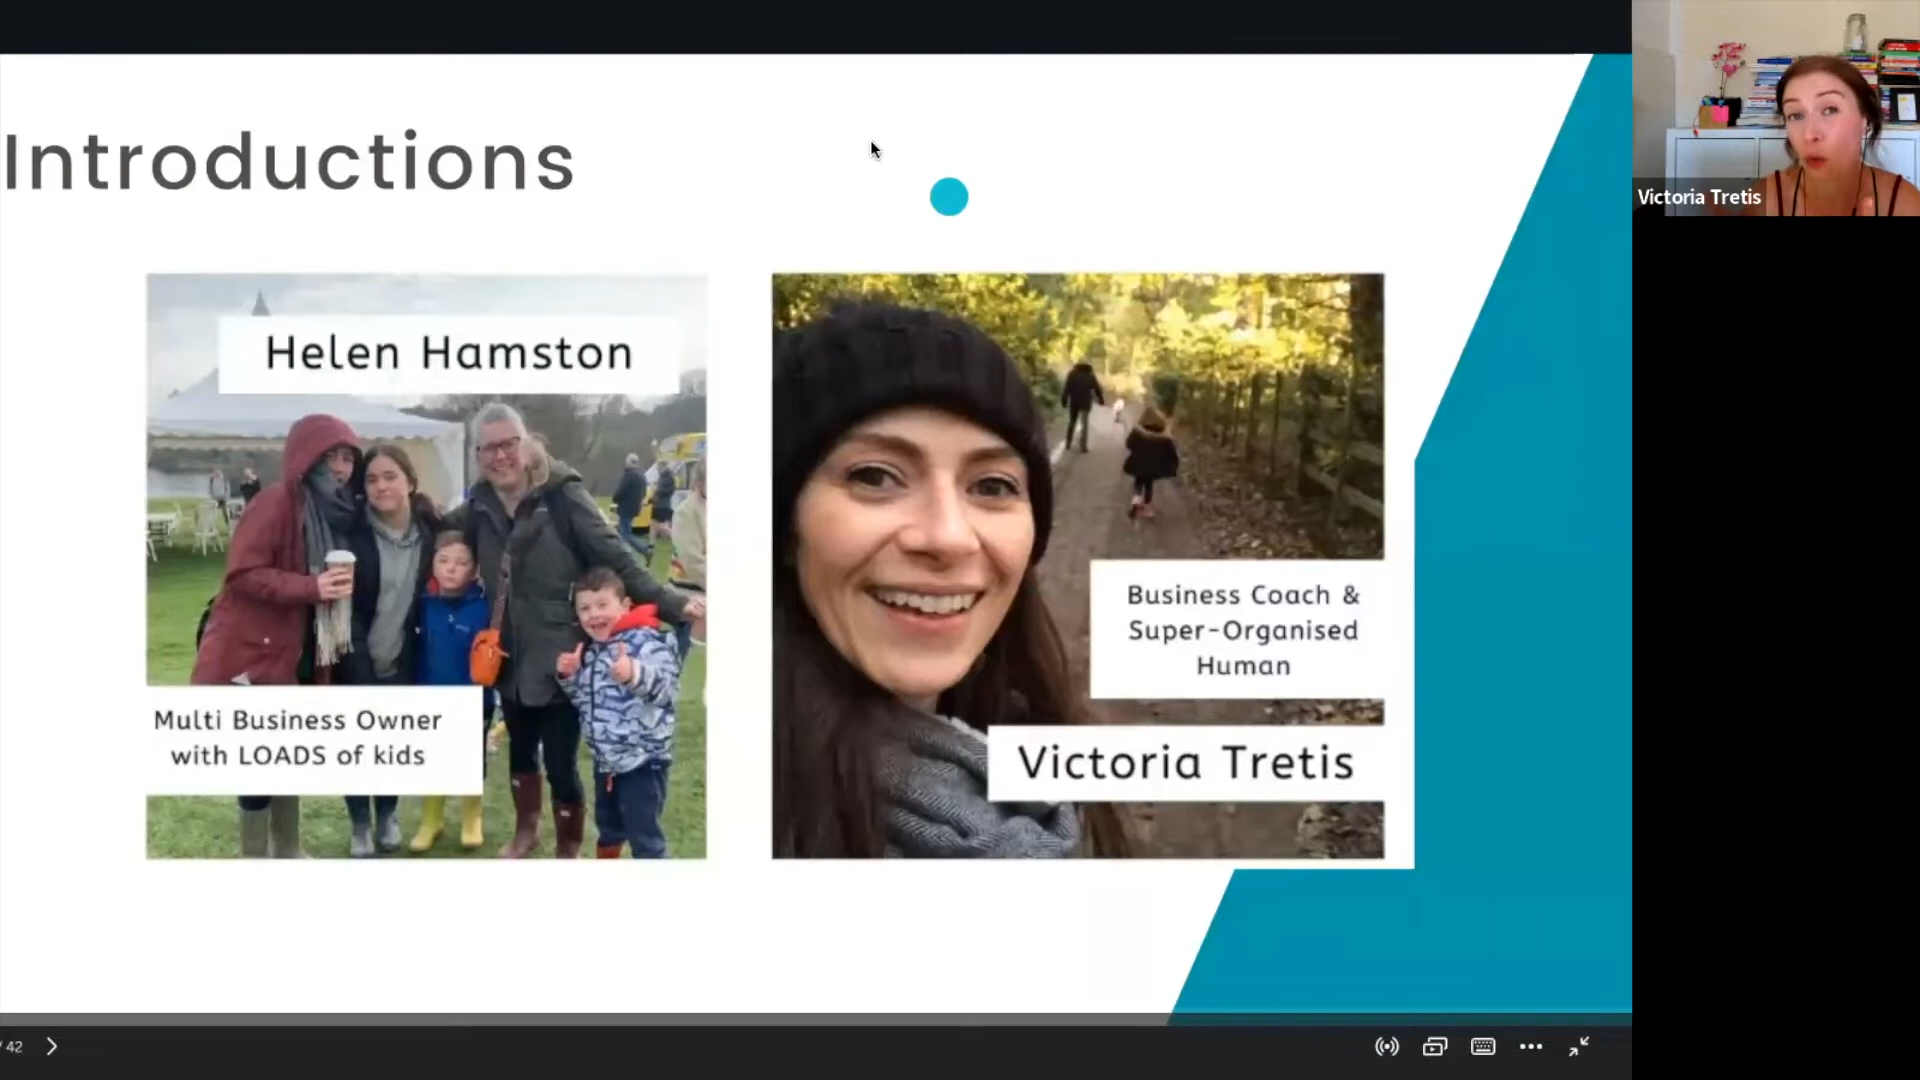 Introductions
Helen Hamston
Multi Business Owner
with LOADS of kids
Business Coach &
Super-Organised
Human
Victoria Tretis
Victoria Tretis
/ 42